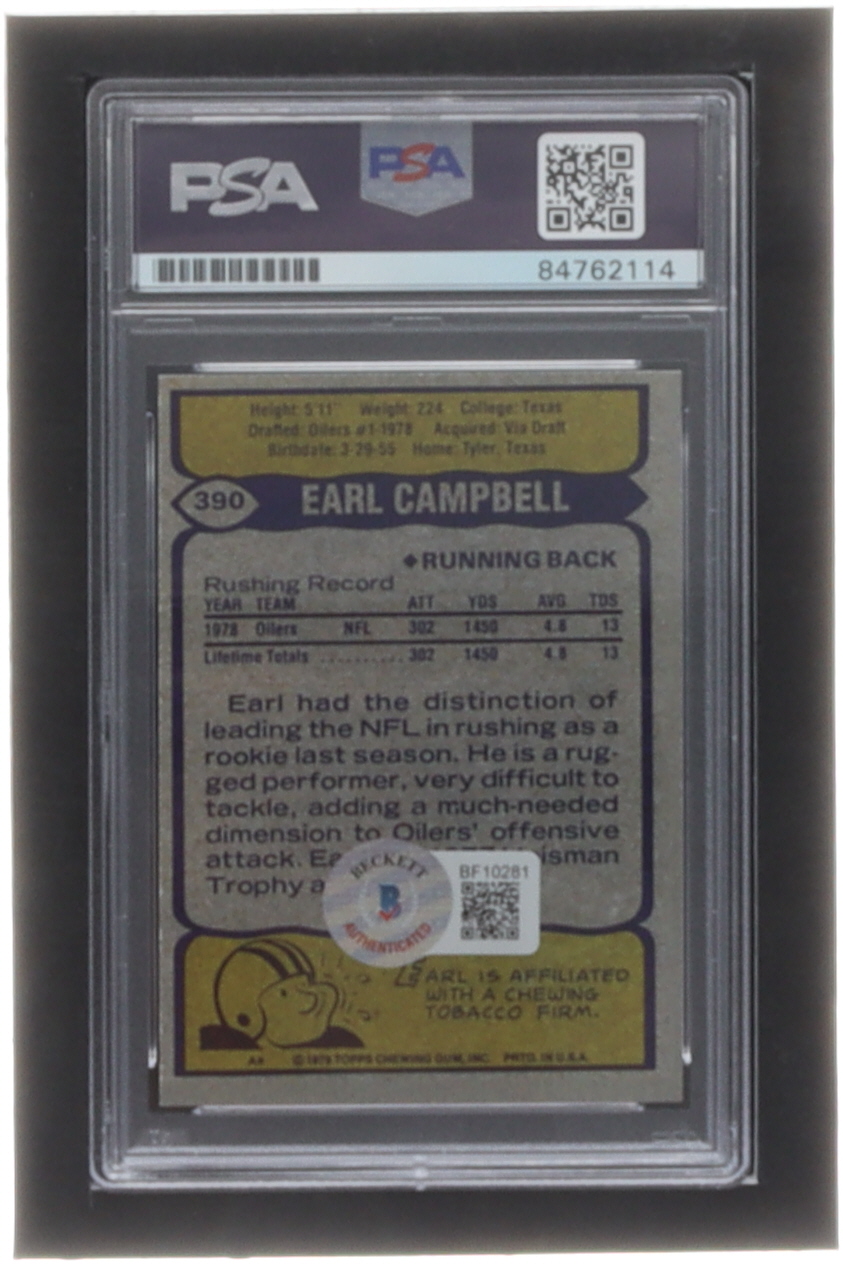 PSA
PSA
84762114
Height: 5'11" Weight: 224 College: Texas
Drafted: Oilers #1-1978 Acquired: Via Draft
Birthdate: 3-29-55 Home: Tyler, Texas
390 EARL CAMPBELL
◆RUNNING BACK
Rushing Record
YEAR TEAM ATT YDS AVG TDS
1978 Oilers NFL 302 1450 4.8 13
Lifetime Totals .......... 302 1450 4.8 13
Earl had the distinction of
leading the NFL in rushing as a
rookie last season. He is a rug-
ged performer, very difficult to
tackle, adding a much-needed
dimension to Oilers' offensive
attack. Ea isman
Trophy a
BECKETT
B
AUTHENTICATED
BF10281
EARL IS AFFILIATED
WITH A CHEWING
TOBACCO FIRM.
© 1979 TOPPS CHEWING GUM, INC. PRTD. IN U.S.A.